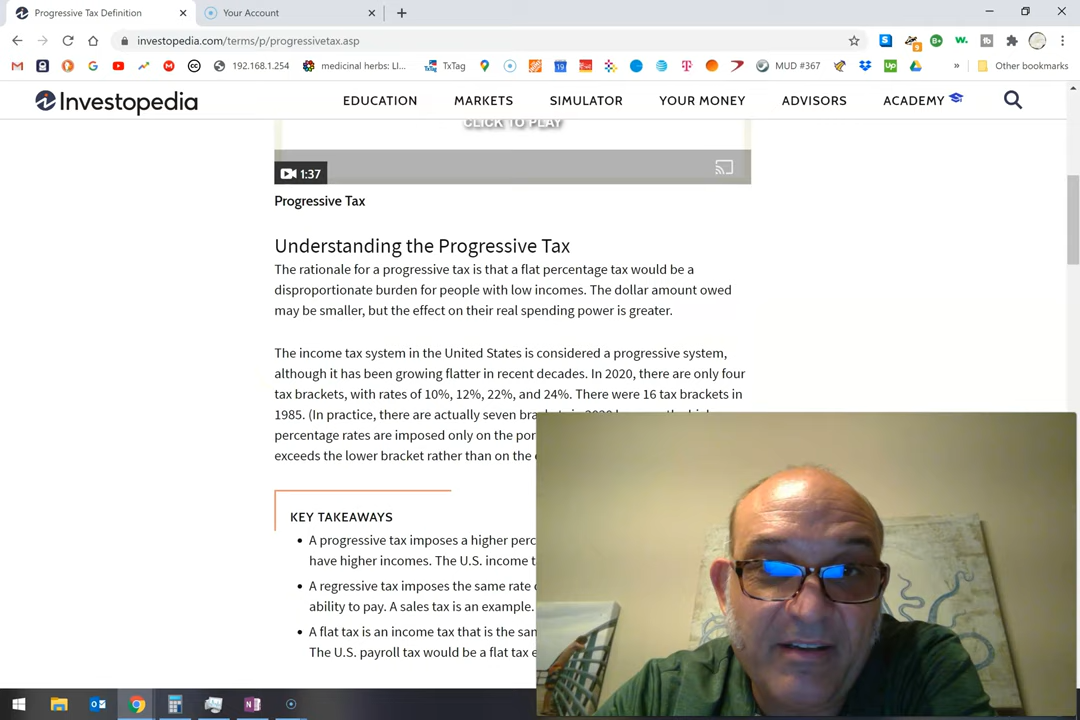 Progressive Tax Definition
Your Account
investopedia.com/terms/p/progressivetax.asp
192.168.1.254
medicinal herbs: LI...
TxTag
MUD #367
Other bookmarks
Investopedia
EDUCATION
MARKETS
SIMULATOR
YOUR MONEY
ADVISORS
ACADEMY
CLICK TO PLAY
1:37
Progressive Tax
Understanding the Progressive Tax
The rationale for a progressive tax is that a flat percentage tax would be a
disproportionate burden for people with low incomes. The dollar amount owed
may be smaller, but the effect on their real spending power is greater.
The income tax system in the United States is considered a progressive system,
although it has been growing flatter in recent decades. In 2020, there are only four
tax brackets, with rates of 10%, 12%, 22%, and 24%. There were 16 tax brackets in
1985. (In practice, there are actually seven
percentage rates are imposed only on the
exceeds the lower bracket rather than on the
KEY TAKEAWAYS
A progressive tax imposes a higher
have higher incomes. The U.S. income
A regressive tax imposes the same rate
ability to pay. A sales tax is an example.
A flat tax is an income tax that is the
The U.S. payroll tax would be a flat tax